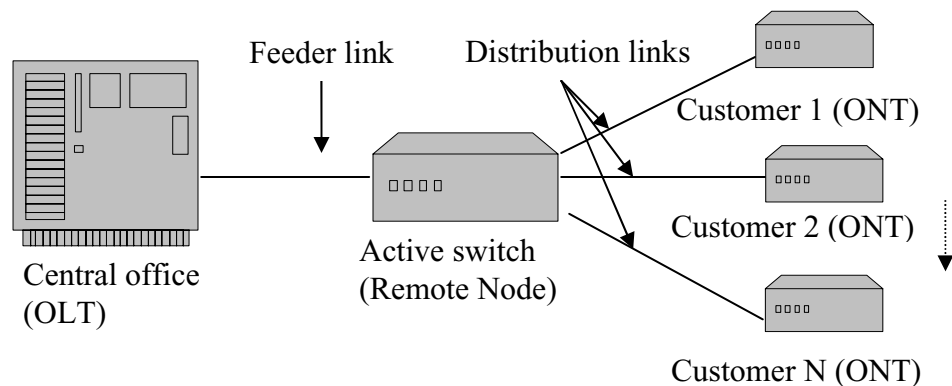 Feeder link
Distribution links
Customer 1 (ONT)
Customer 2 (ONT)
Central office
(OLT)
Active switch
(Remote Node)
Customer N (ONT)